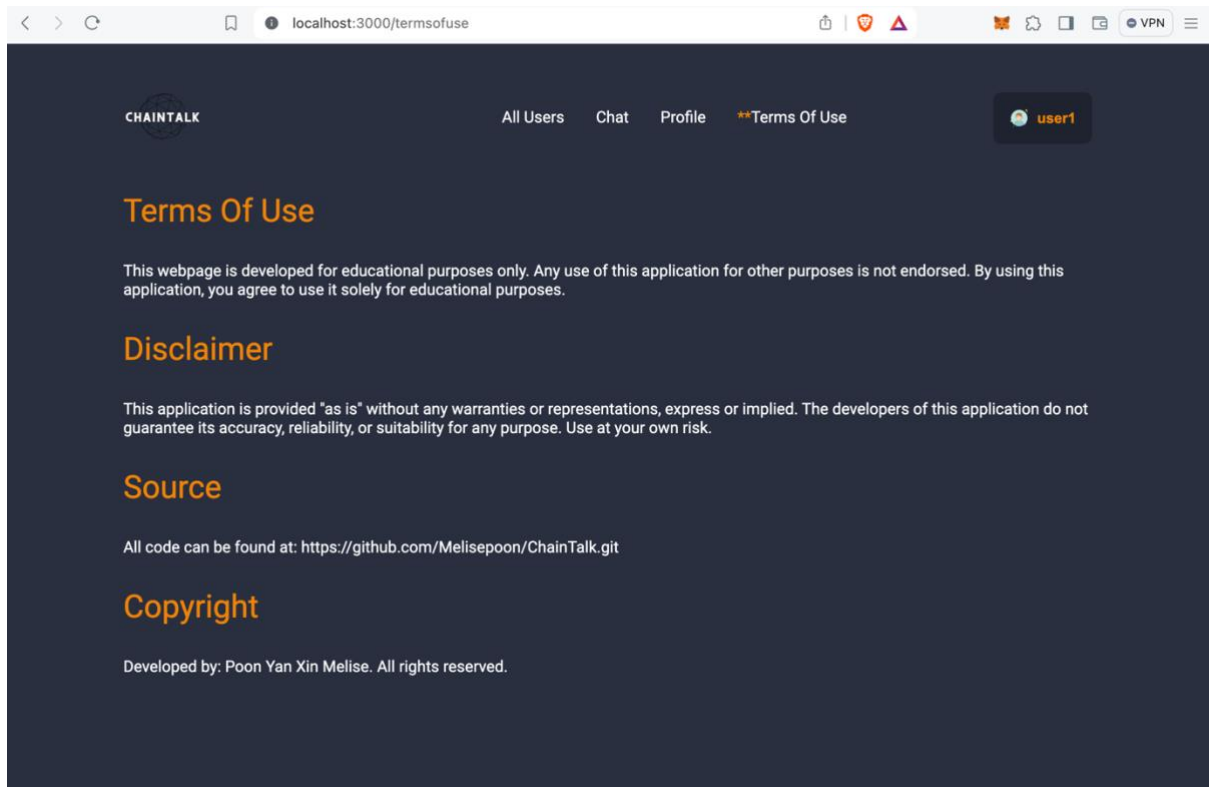 localhost:3000/termsofuse
VPN
CHAINTALK
All Users
Chat
Profile
**Terms Of Use
user1
Terms Of Use
This webpage is developed for educational purposes only. Any use of this application for other purposes is not endorsed. By using this
application, you agree to use it solely for educational purposes.
Disclaimer
This application is provided "as is" without any warranties or representations, express or implied. The developers of this application do not
guarantee its accuracy, reliability, or suitability for any purpose. Use at your own risk.
Source
All code can be found at: https://github.com/Melisepoon/ChainTalk.git
Copyright
Developed by: Poon Yan Xin Melise. All rights reserved.